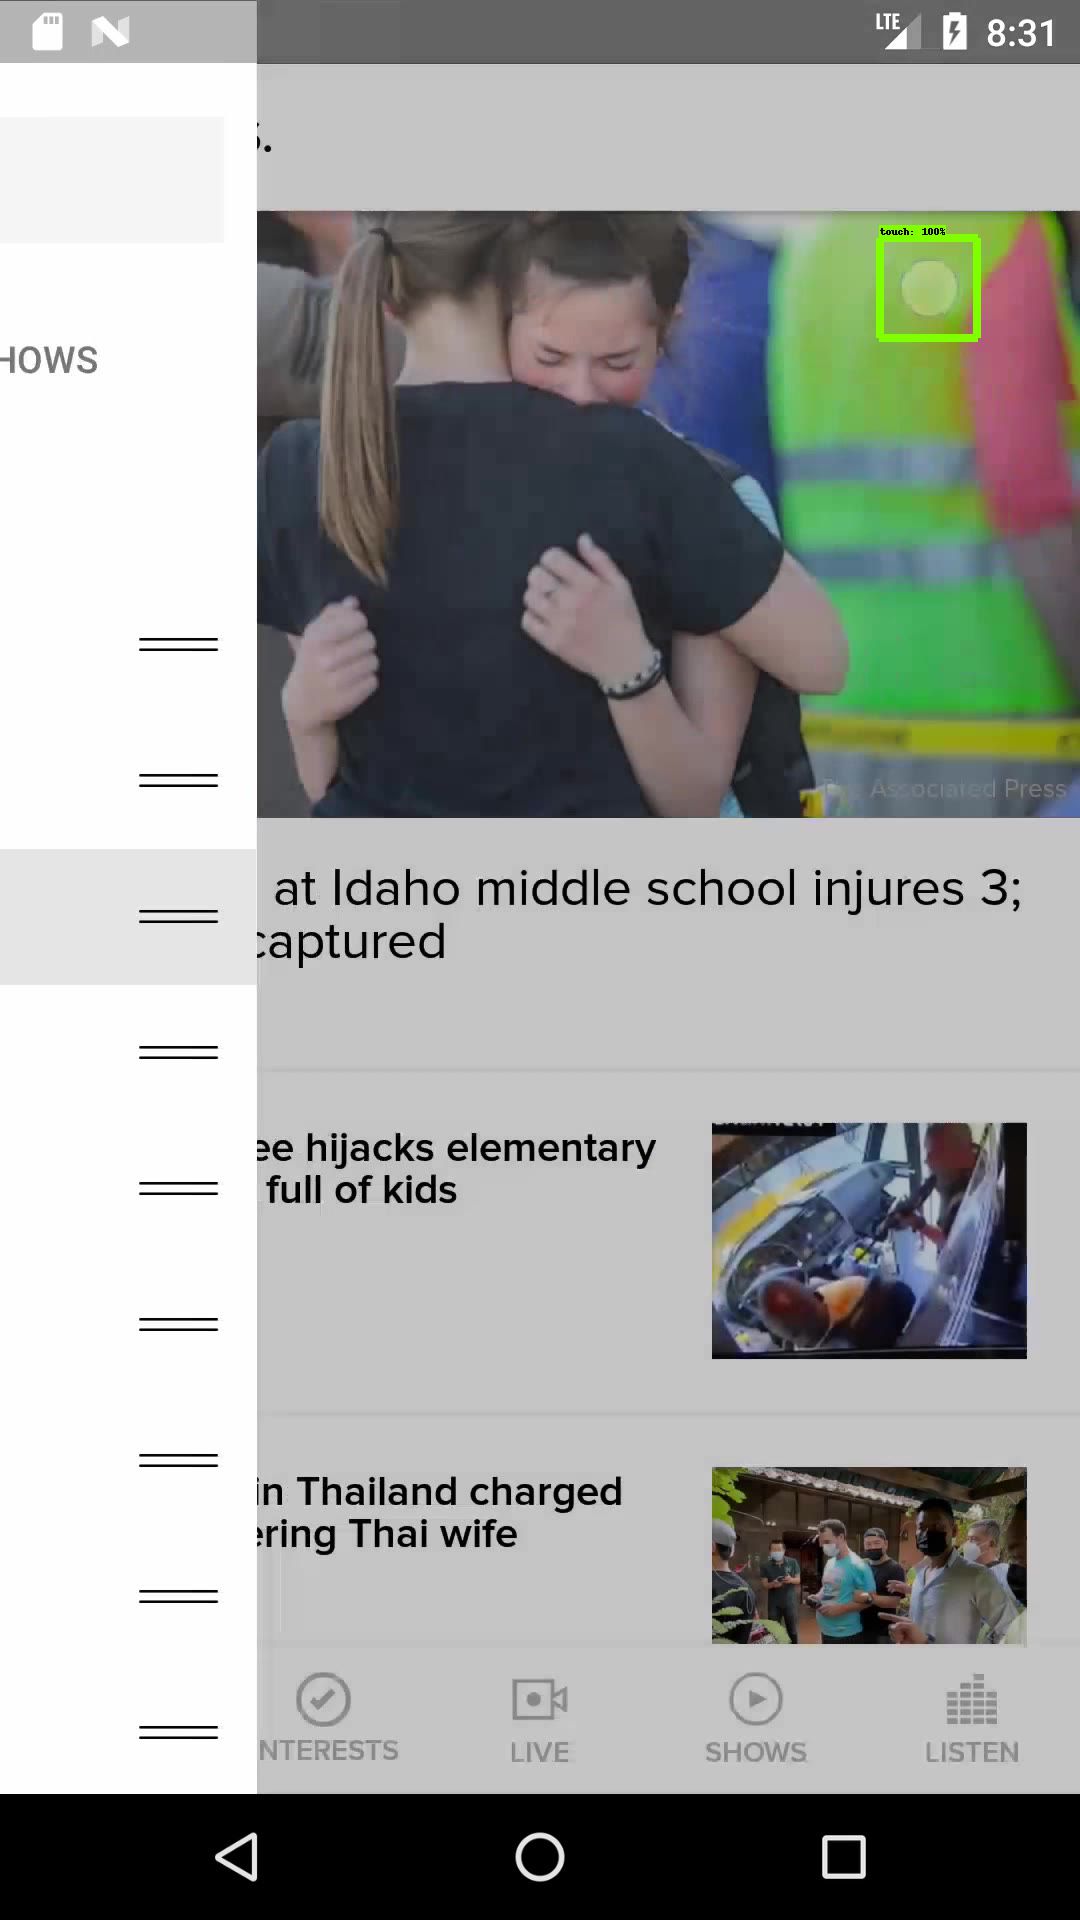 LTE
8:31
.
touch: 100%
HOWS
Associated Press
at Idaho middle school injures 3;
captured
ee hijacks elementary
full of kids
in Thailand charged
ering Thai wife
NTERESTS
LIVE
SHOWS
LISTEN